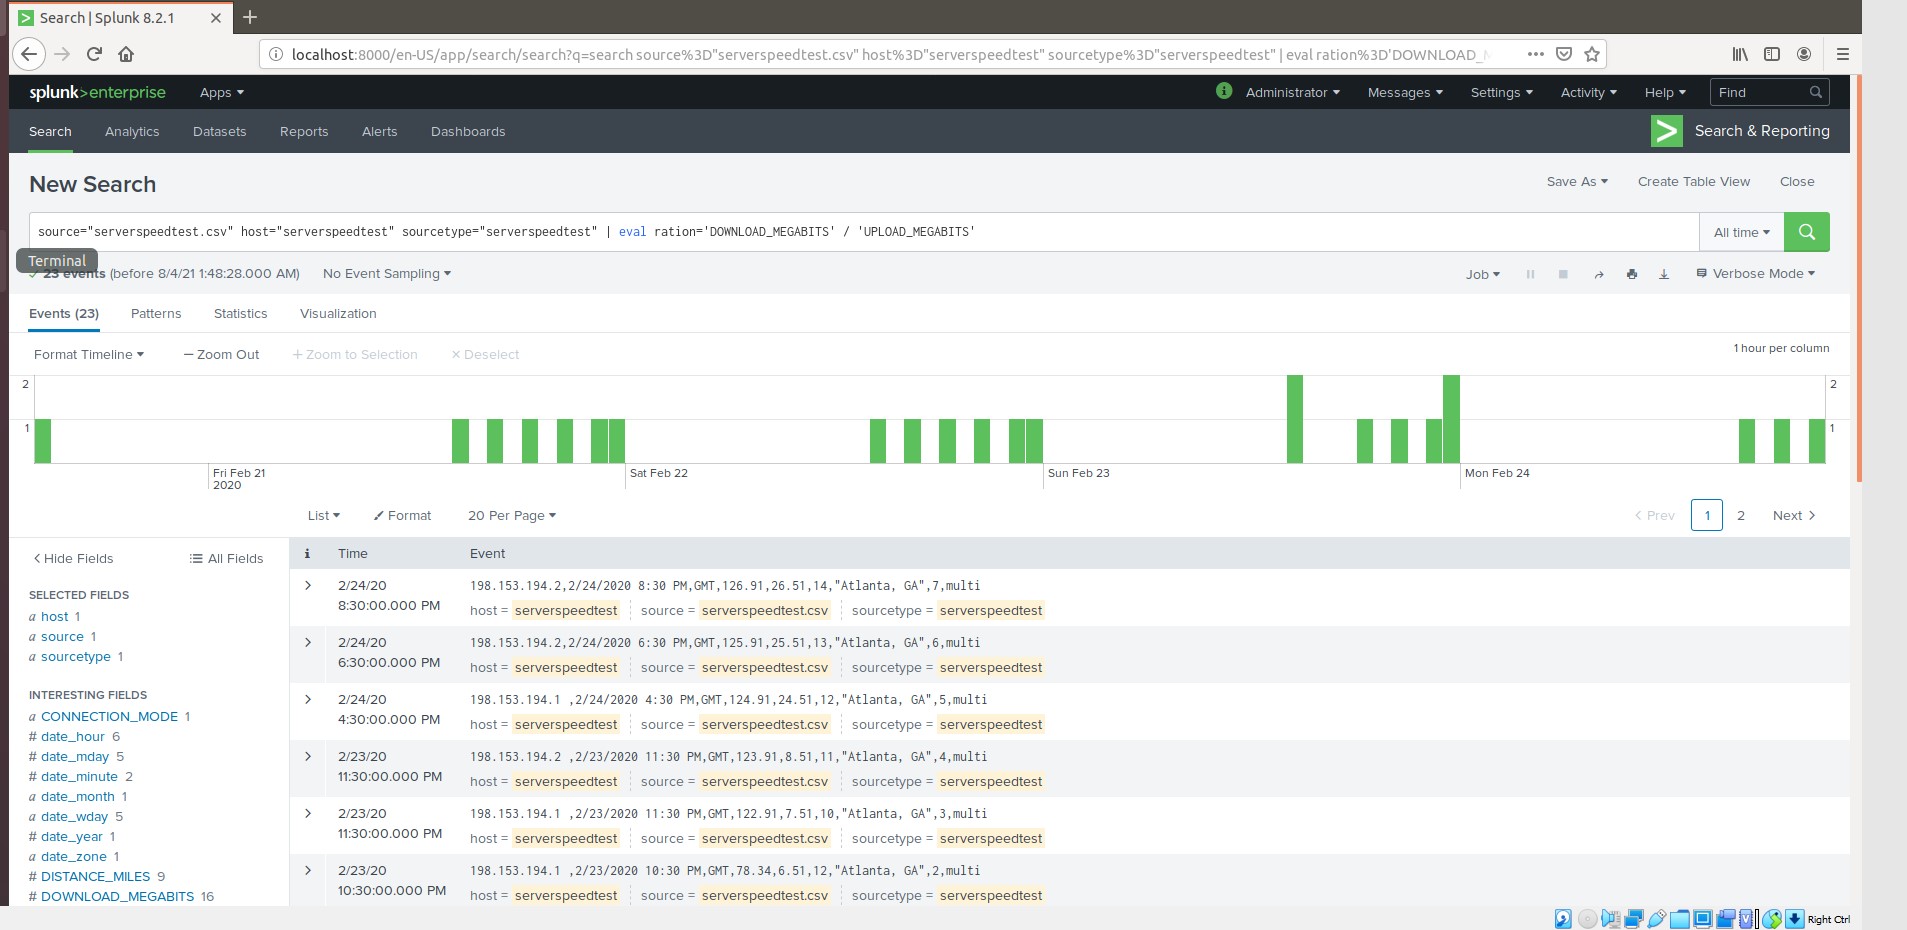 Search | Splunk 8.2.1
localhost:8000/en-US/app/search/search?q=search source%3D"serverspeedtest.csv" host%3D"serverspeedtest" sourcetype%3D"serverspeedtest" | eval ration%3D'DOWNLOAD_
splunk>enterprise Apps Administrator Messages Settings Activity Help Find
Search Analytics Datasets Reports Alerts Dashboards Search & Reporting
New Search Save As Create Table View Close
source="serverspeedtest.csv" host="serverspeedtest" sourcetype="serverspeedtest" | eval ration='DOWNLOAD_MEGABITS' / 'UPLOAD_MEGABITS' All time
Terminal
23 events (before 8/4/21 1:48:28.000 AM) No Event Sampling Job Verbose Mode
Events (23) Patterns Statistics Visualization
Format Timeline — Zoom Out + Zoom to Selection × Deselect 1 hour per column
2 2
1 1
Fri Feb 21 Sat Feb 22 Sun Feb 23 Mon Feb 24
2020
List Format 20 Per Page < Prev 1 2 Next >
< Hide Fields All Fields
i Time Event
SELECTED FIELDS
a host 1
a source 1
a sourcetype 1
INTERESTING FIELDS
a CONNECTION_MODE 1
# date_hour 6
# date_mday 5
# date_minute 2
a date_month 1
a date_wday 5
# date_year 1
a date_zone 1
# DISTANCE_MILES 9
# DOWNLOAD_MEGABITS 16
> 2/24/20 198.153.194.2,2/24/2020 8:30 PM,GMT,126.91,26.51,14,"Atlanta, GA",7,multi
8:30:00.000 PM host = serverspeedtest source = serverspeedtest.csv sourcetype = serverspeedtest
> 2/24/20 198.153.194.2,2/24/2020 6:30 PM,GMT,125.91,25.51,13,"Atlanta, GA",6,multi
6:30:00.000 PM host = serverspeedtest source = serverspeedtest.csv sourcetype = serverspeedtest
> 2/24/20 198.153.194.1 ,2/24/2020 4:30 PM,GMT,124.91,24.51,12,"Atlanta, GA",5,multi
4:30:00.000 PM host = serverspeedtest source = serverspeedtest.csv sourcetype = serverspeedtest
> 2/23/20 198.153.194.2 ,2/23/2020 11:30 PM,GMT,123.91,8.51,11,"Atlanta, GA",4,multi
11:30:00.000 PM host = serverspeedtest source = serverspeedtest.csv sourcetype = serverspeedtest
> 2/23/20 198.153.194.1 ,2/23/2020 11:30 PM,GMT,122.91,7.51,10,"Atlanta, GA",3,multi
11:30:00.000 PM host = serverspeedtest source = serverspeedtest.csv sourcetype = serverspeedtest
> 2/23/20 198.153.194.1 ,2/23/2020 10:30 PM,GMT,78.34,6.51,12,"Atlanta, GA",2,multi
10:30:00.000 PM host = serverspeedtest source = serverspeedtest.csv sourcetype = serverspeedtest
Right Ctrl